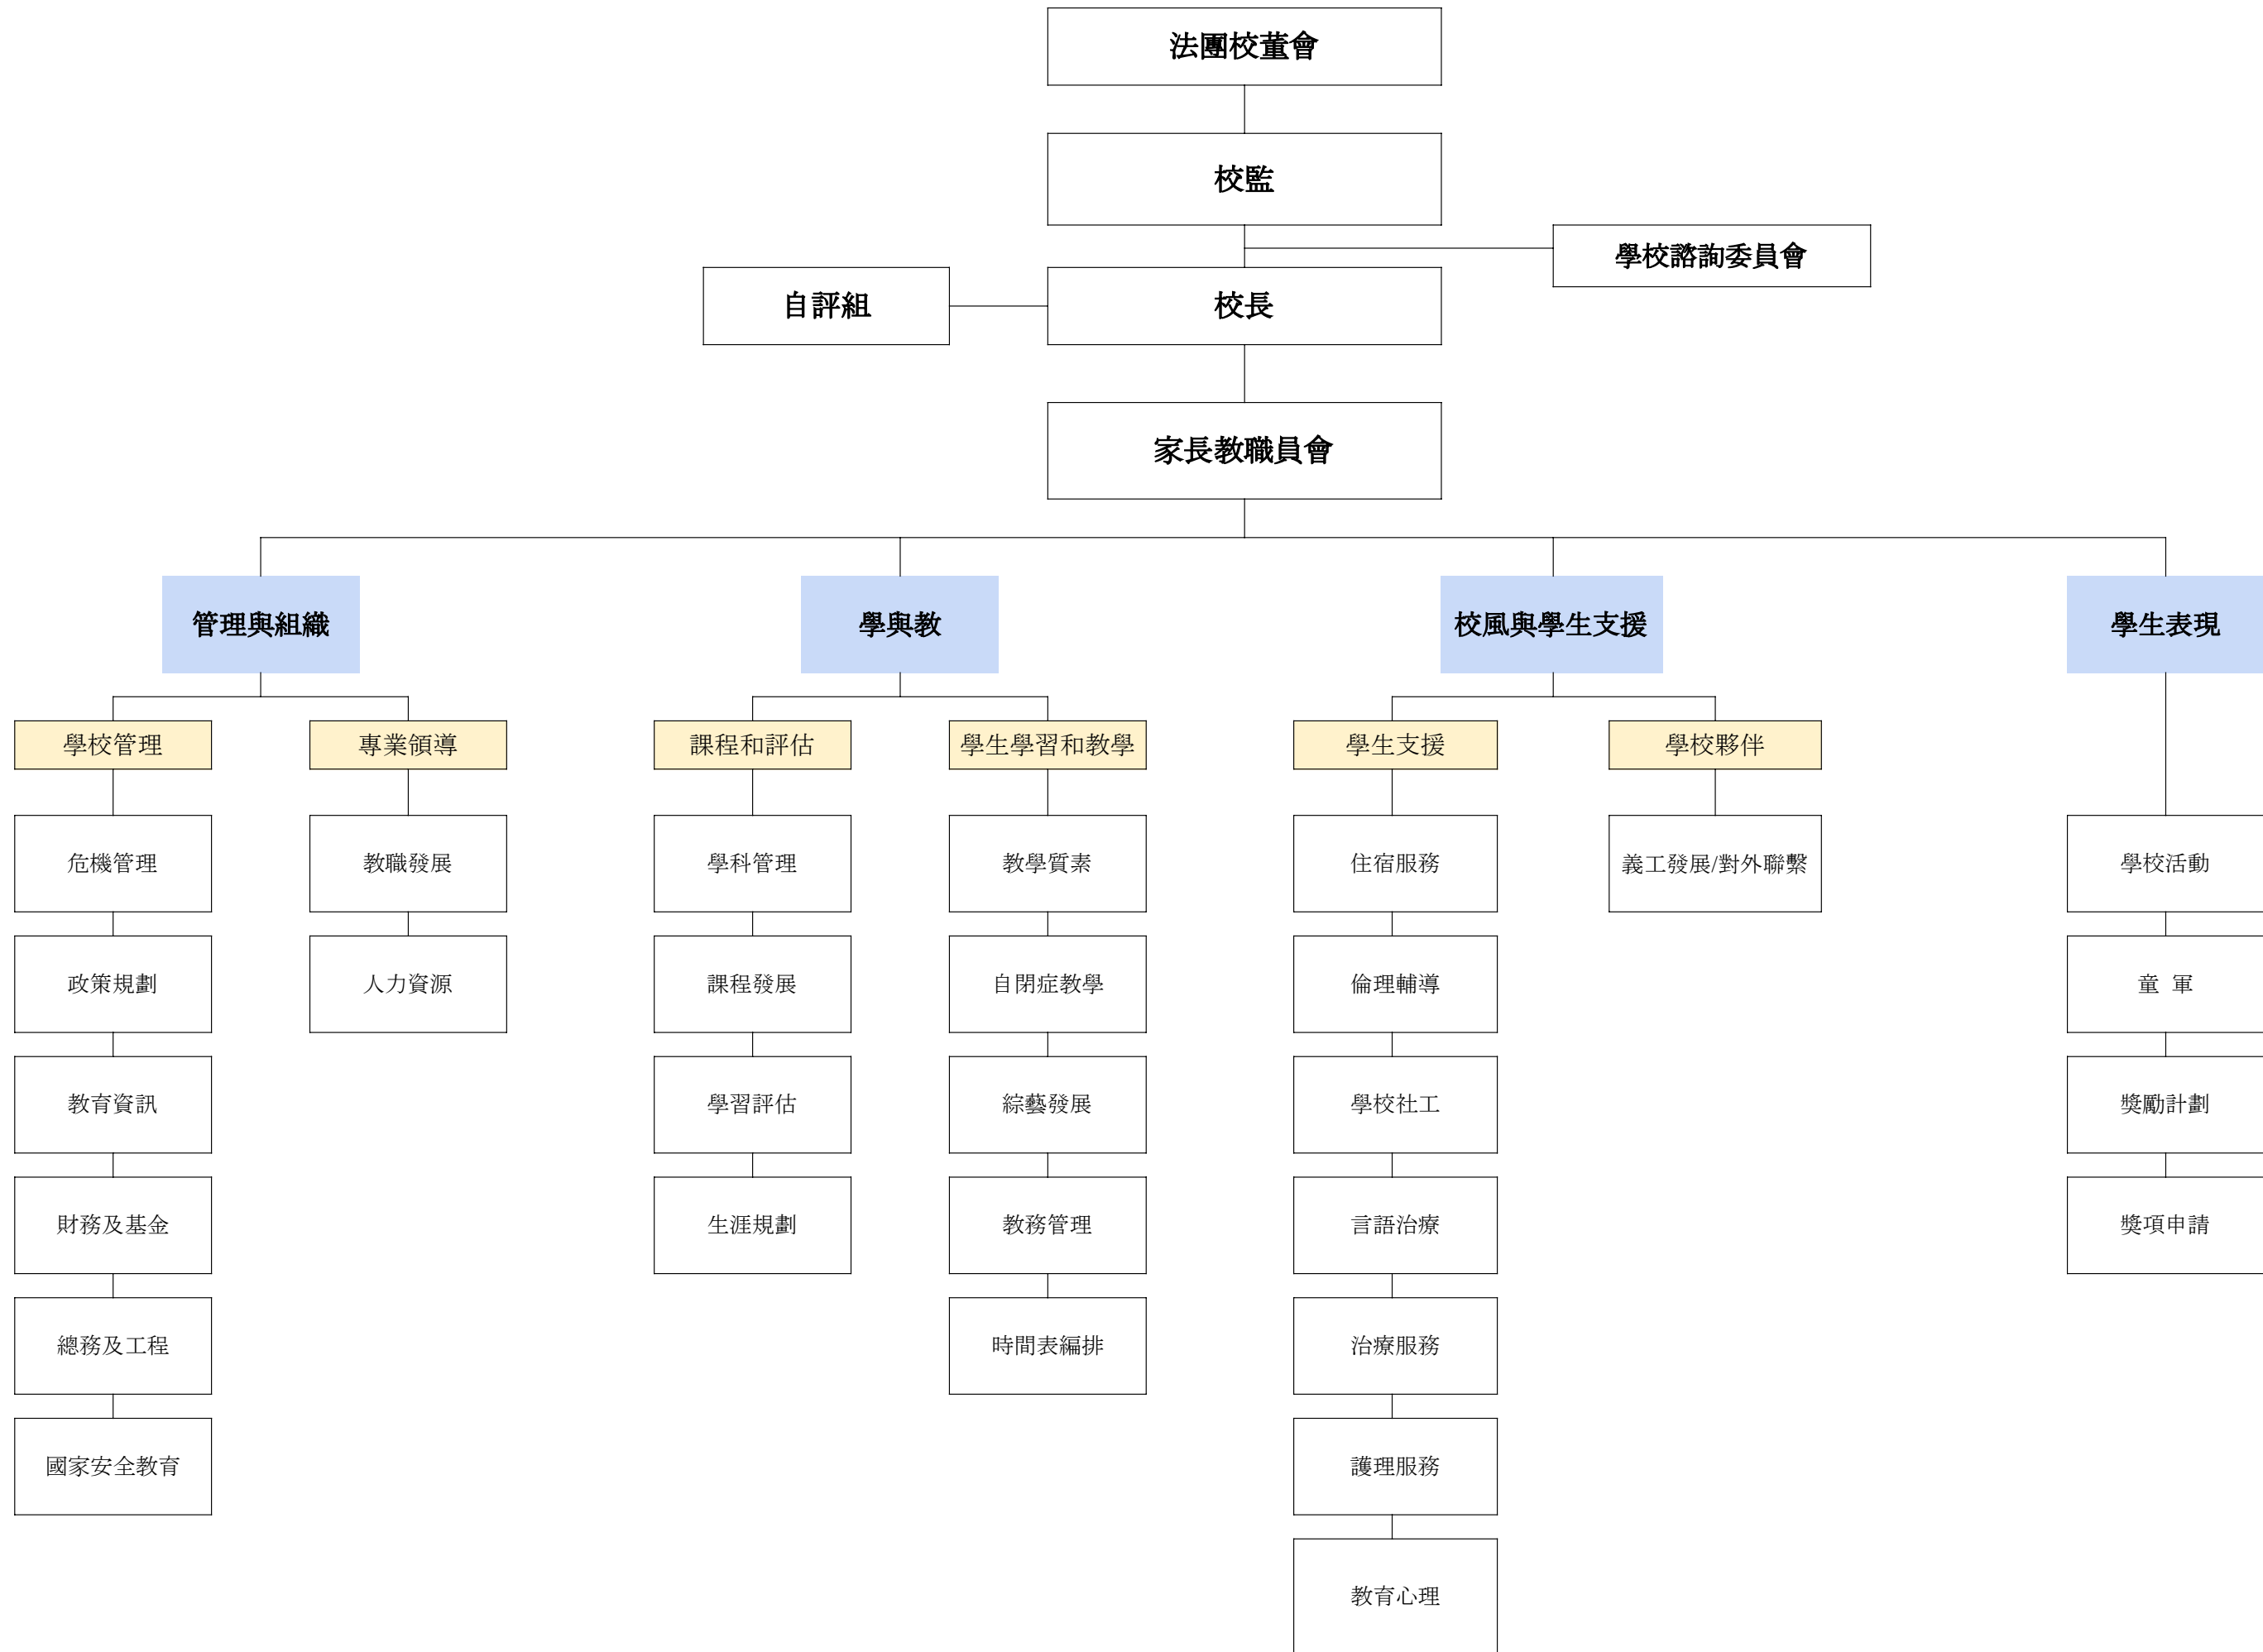 法團校董會
校監
學校諮詢委員會
自評組
校長
家長教職員會
管理與組織
學與教
校風與學生支援
學生表現
學校管理
專業領導
課程和評估
學生學習和教學
學生支援
學校夥伴
危機管理
教職發展
學科管理
教學質素
住宿服務
義工發展/對外聯繫
學校活動
政策規劃
人力資源
課程發展
自閉症教學
倫理輔導
童 軍
教育資訊
學習評估
綜藝發展
學校社工
獎勵計劃
財務及基金
生涯規劃
教務管理
言語治療
獎項申請
總務及工程
時間表編排
治療服務
國家安全教育
護理服務
教育心理